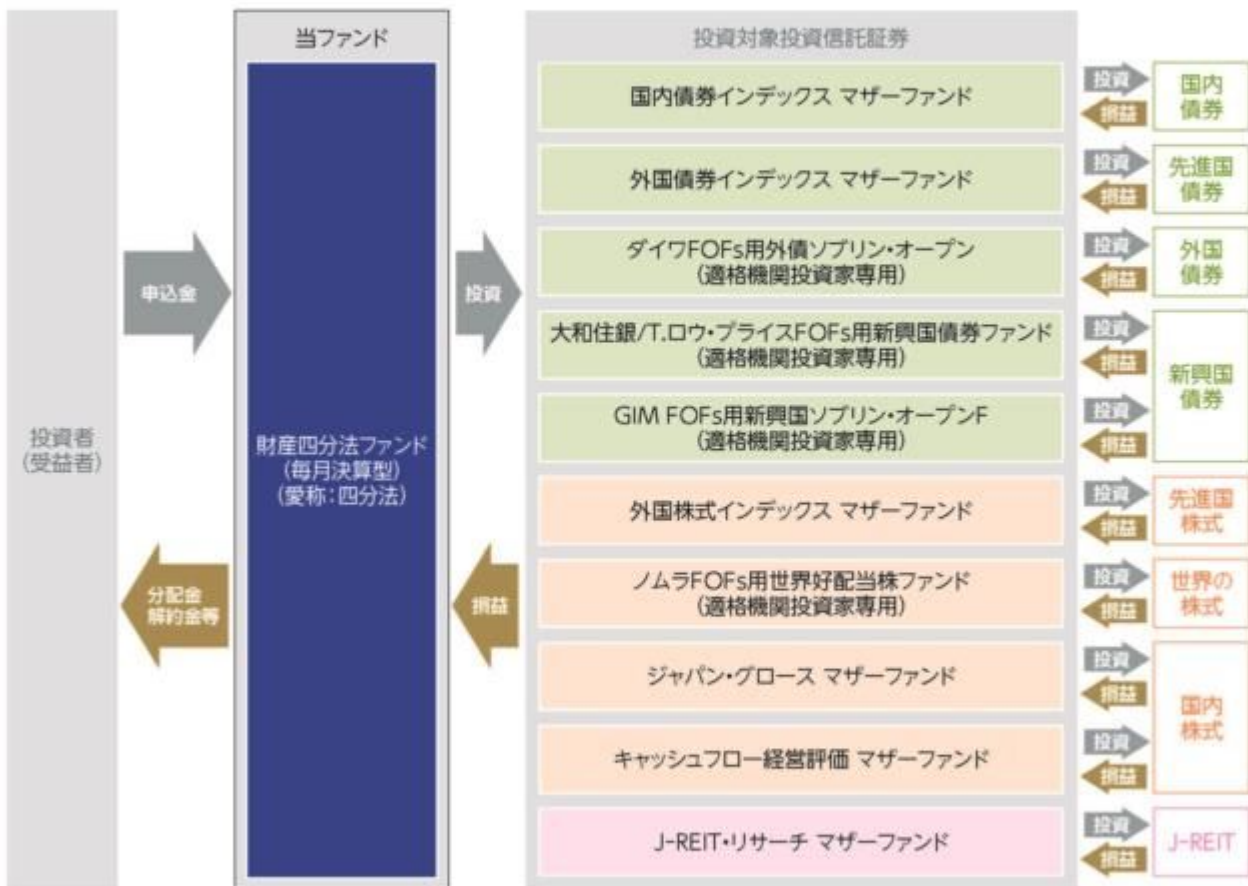 当ファンド
投資対象投資信託証券
投資者
(受益者)
申込金
分配金
解約金等
財産四分法ファンド
(毎月決算型)
(愛称:四分法)
投資
損益
国内債券インデックス マザーファンド
投資
損益
国内
債券
外国債券インデックス マザーファンド
投資
損益
先進国
債券
ダイワFOFs用外債ソブリン・オープン
(適格機関投資家専用)
投資
損益
外国
債券
大和住銀/T.ロウ・プライスFOFs用新興国債券ファンド
(適格機関投資家専用)
投資
損益
新興国
債券
GIM FOFs用新興国ソブリン・オープンF
(適格機関投資家専用)
投資
損益
外国株式インデックス マザーファンド
投資
損益
先進国
株式
ノムラFOFs用世界好配当株ファンド
(適格機関投資家専用)
投資
損益
世界の
株式
ジャパン・グロース マザーファンド
投資
損益
国内
株式
キャッシュフロー経営評価 マザーファンド
投資
損益
J-REIT・リサーチ マザーファンド
投資
損益
J-REIT